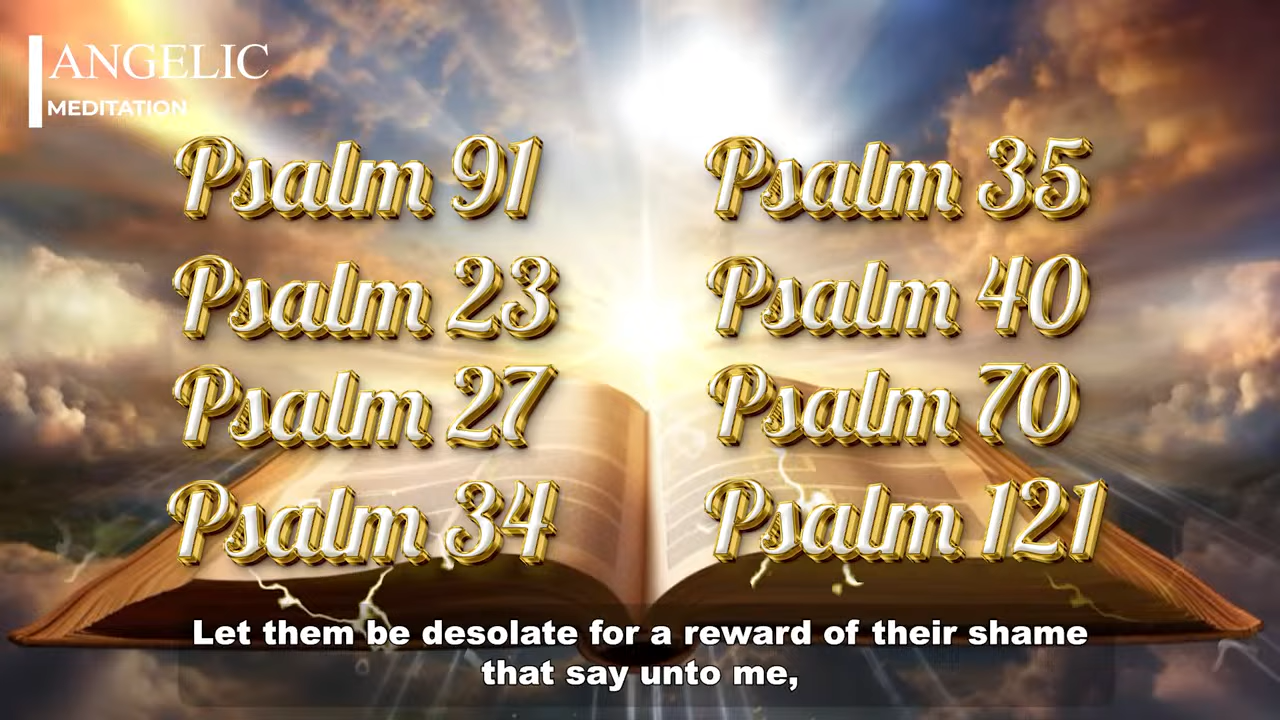 ANGELIC
MEDITATION
Psalm 91
Psalm 23
Psalm 27
Psalm 34
Psalm 35
Psalm 40
Psalm 70
Psalm 121
Let them be desolate for a reward of their shame
that say unto me,